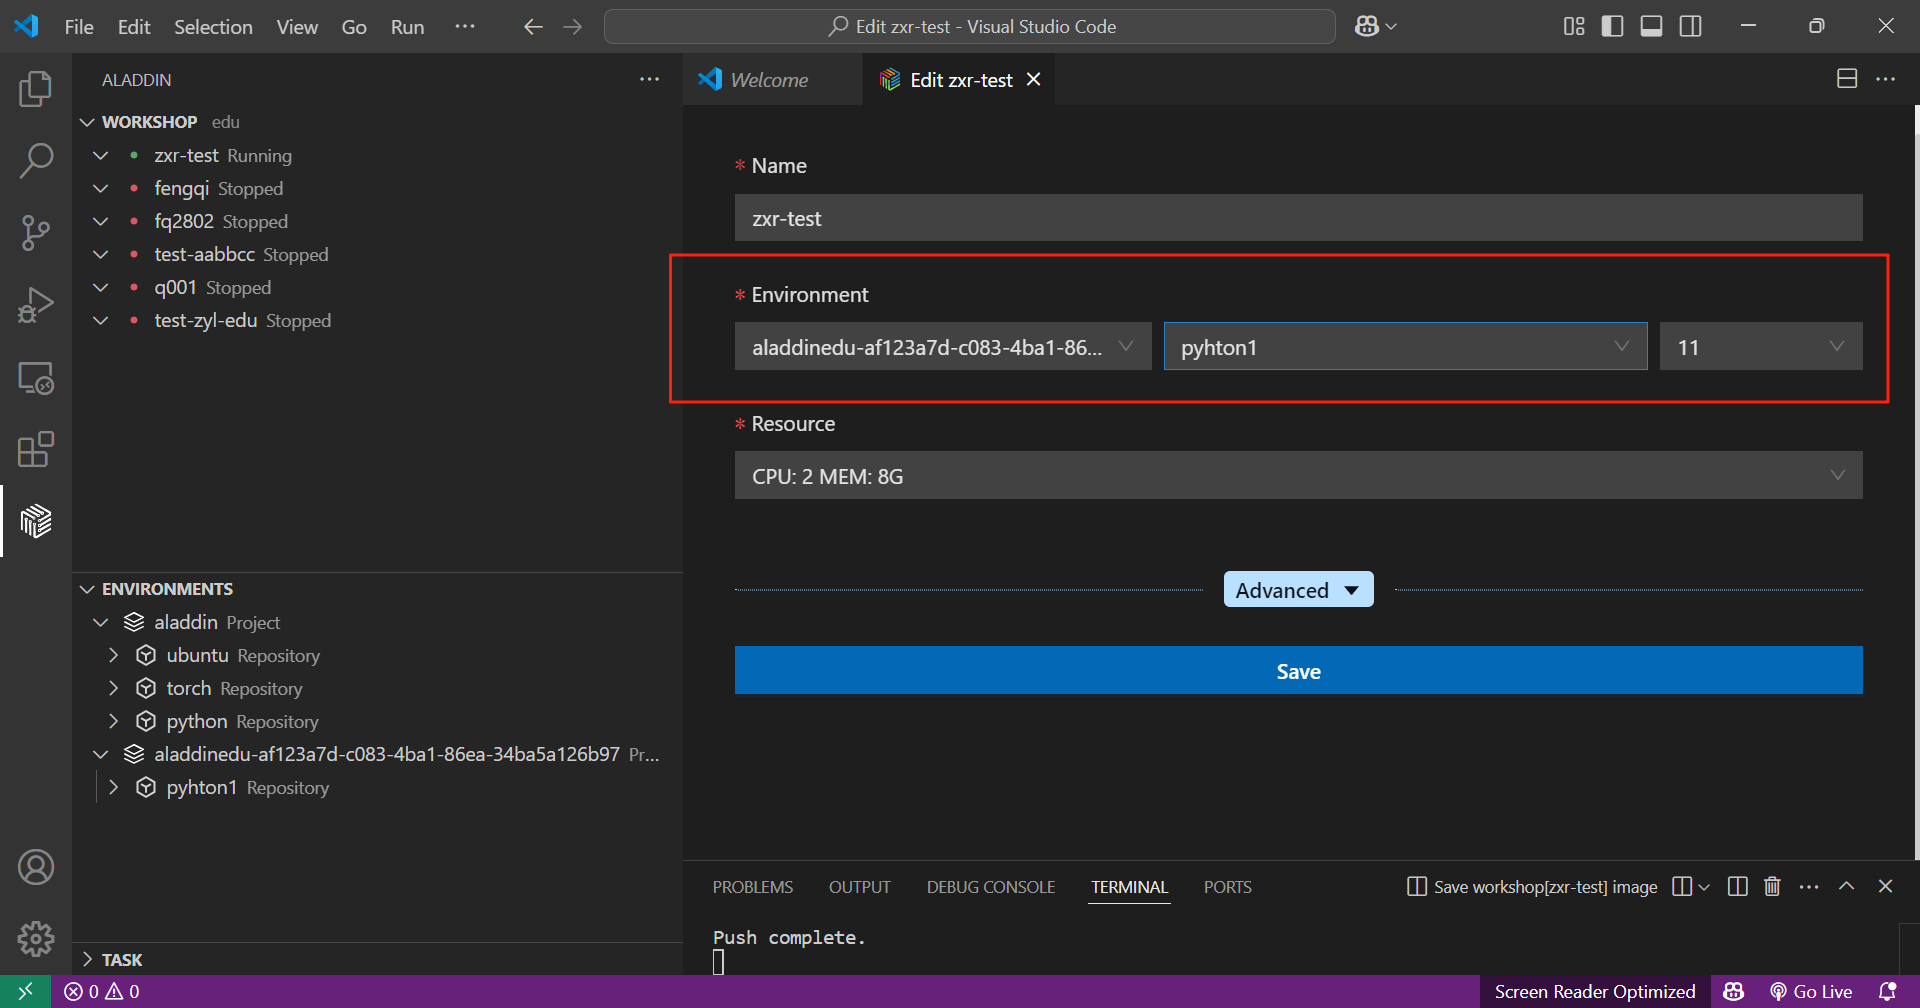 File Edit Selection View Go Run ···
Edit zxr-test - Visual Studio Code
ALADDIN
WORKSHOP edu
zxr-test Running
fengqi Stopped
fq2802 Stopped
test-aabbcc Stopped
q001 Stopped
test-zyl-edu Stopped
ENVIRONMENTS
aladdin Project
ubuntu Repository
torch Repository
python Repository
aladdinedu-af123a7d-c083-4ba1-86ea-34ba5a126b97 Pr...
pyhton1 Repository
TASK
Welcome
Edit zxr-test
* Name
zxr-test
* Environment
aladdinedu-af123a7d-c083-4ba1-86...
pyhton1
11
* Resource
CPU: 2 MEM: 8G
Advanced
Save
PROBLEMS OUTPUT DEBUG CONSOLE TERMINAL PORTS
Save workshop[zxr-test] image
Push complete.
0 0
Screen Reader Optimized
Go Live